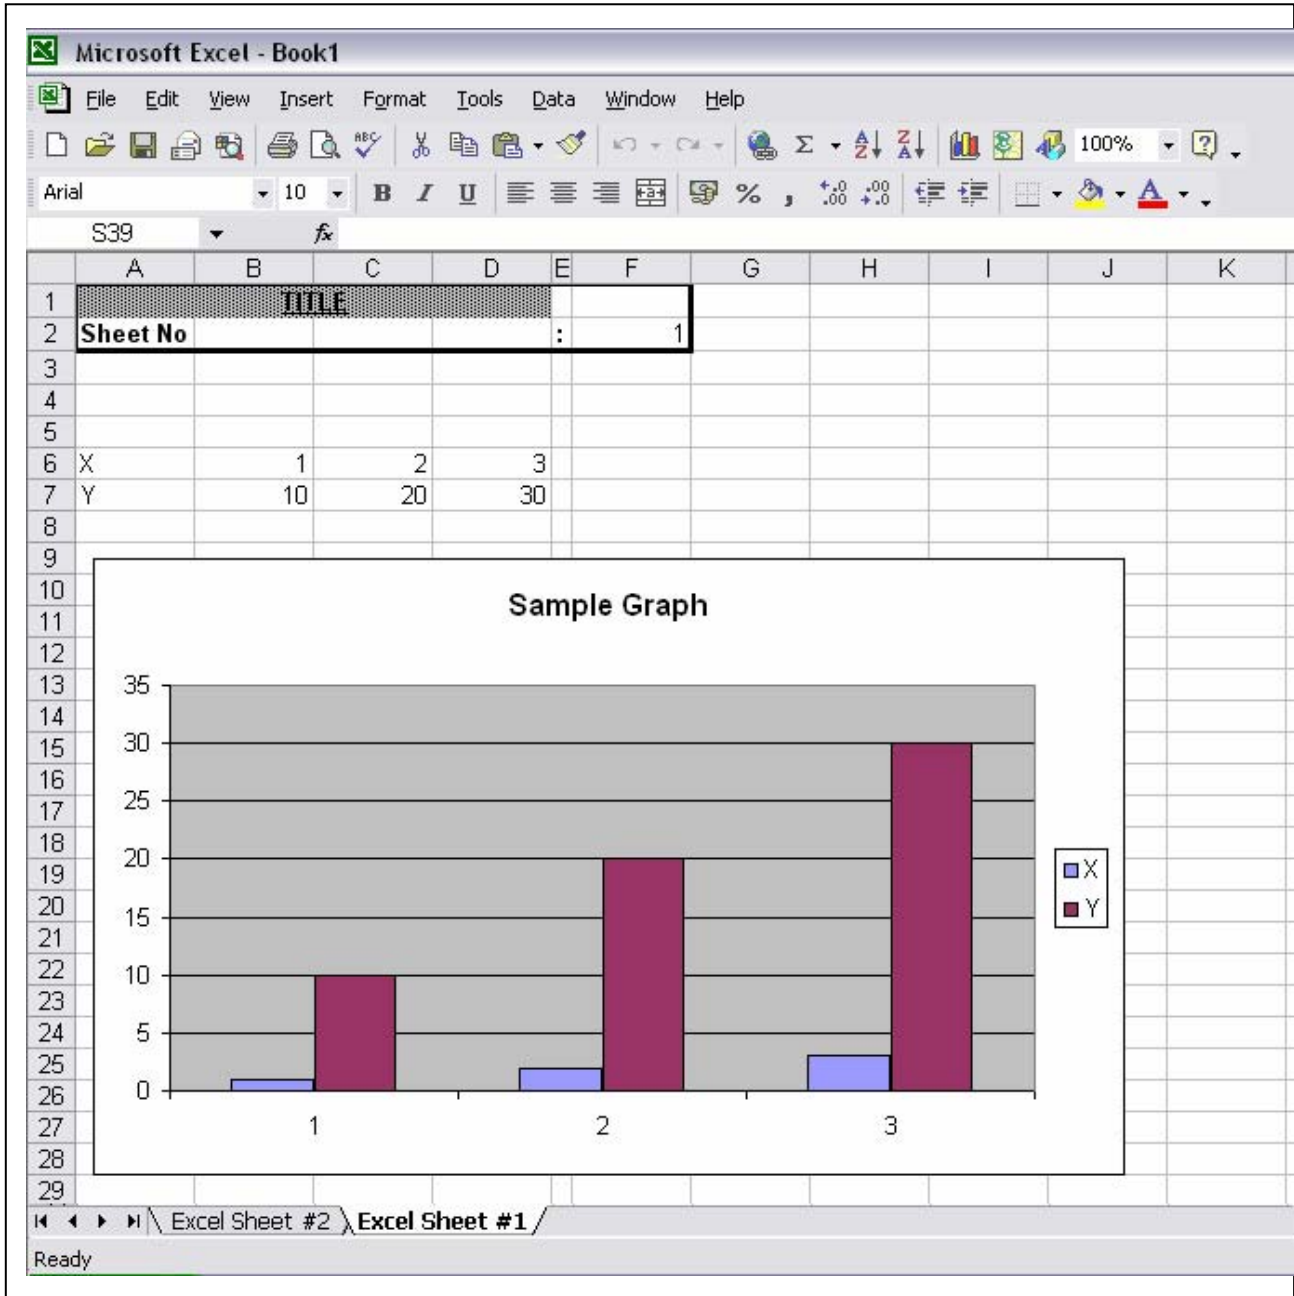 Microsoft Excel - Book1
File Edit View Insert Format Tools Data Window Help
ABC Σ A Z Z A 100% ?
Arial 10 B I U % ,
S39 fx
A B C D E F G H I J K
1 TITLE
2 Sheet No : 1
3
4
5
6 X 1 2 3
7 Y 10 20 30
8
9
10
11
12
13
14
15
16
17
18
19
20
21
22
23
24
25
26
27
28
29
Sample Graph
35
30
25
20
15
10
5
0
1 2 3
X
Y
Excel Sheet #2 Excel Sheet #1
Ready